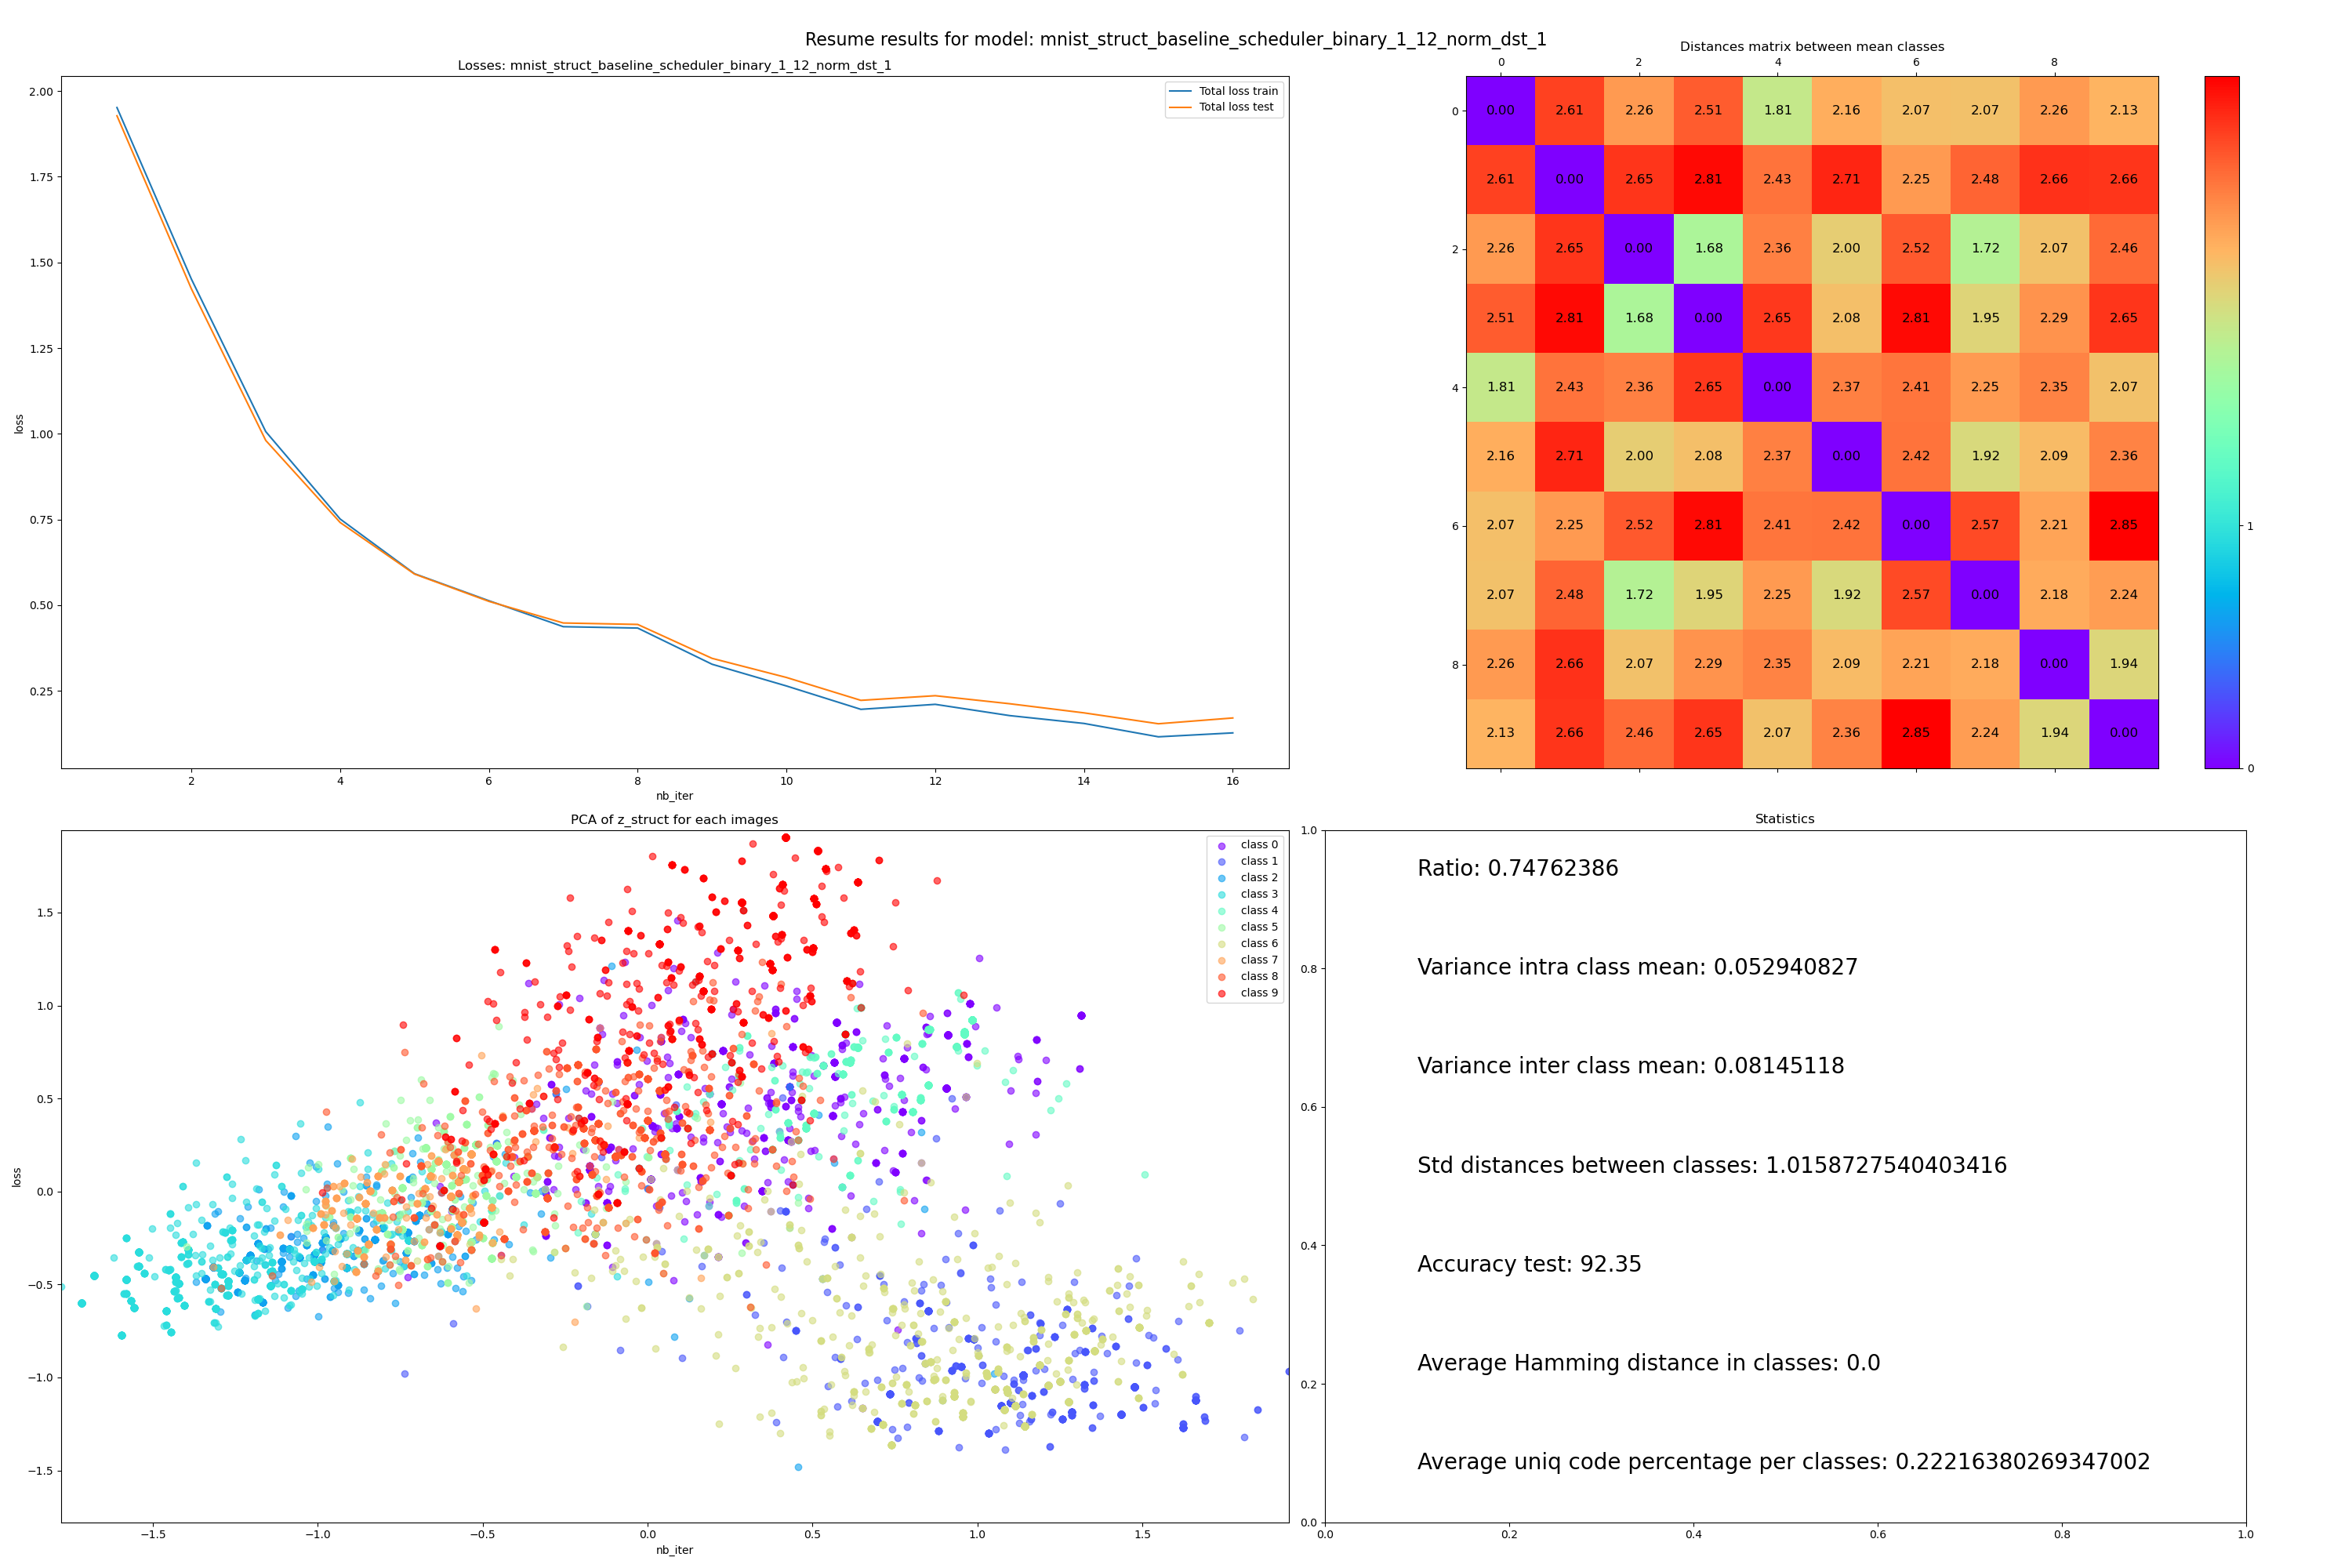 Resume results for model: mnist_struct_baseline_scheduler_binary_1_12_norm_dst_1
Losses: mnist_struct_baseline_scheduler_binary_1_12_norm_dst_1
Total loss train
Total loss test
2.00
1.75
1.50
1.25
1.00
0.75
0.50
0.25
loss
2 4 6 8 10 12 14 16
nb_iter
Distances matrix between mean classes
0 2 4 6 8
0 0.00 2.61 2.26 2.51 1.81 2.16 2.07 2.07 2.26 2.13
2.61 0.00 2.65 2.81 2.43 2.71 2.25 2.48 2.66 2.66
2 2.26 2.65 0.00 1.68 2.36 2.00 2.52 1.72 2.07 2.46
2.51 2.81 1.68 0.00 2.65 2.08 2.81 1.95 2.29 2.65
4 1.81 2.43 2.36 2.65 0.00 2.37 2.41 2.25 2.35 2.07
2.16 2.71 2.00 2.08 2.37 0.00 2.42 1.92 2.09 2.36
6 2.07 2.25 2.52 2.81 2.41 2.42 0.00 2.57 2.21 2.85
2.07 2.48 1.72 1.95 2.25 1.92 2.57 0.00 2.18 2.24
8 2.26 2.66 2.07 2.29 2.35 2.09 2.21 2.18 0.00 1.94
2.13 2.66 2.46 2.65 2.07 2.36 2.85 2.24 1.94 0.00
1
0
PCA of z_struct for each images
class 0
class 1
class 2
class 3
class 4
class 5
class 6
class 7
class 8
class 9
1.5
1.0
0.5
0.0
−0.5
−1.0
−1.5
loss
−1.5 −1.0 −0.5 0.0 0.5 1.0 1.5
nb_iter
Statistics
1.0
0.8
0.6
0.4
0.2
0.0
Ratio: 0.74762386
Variance intra class mean: 0.052940827
Variance inter class mean: 0.08145118
Std distances between classes: 1.0158727540403416
Accuracy test: 92.35
Average Hamming distance in classes: 0.0
Average uniq code percentage per classes: 0.22216380269347002
0.0 0.2 0.4 0.6 0.8 1.0